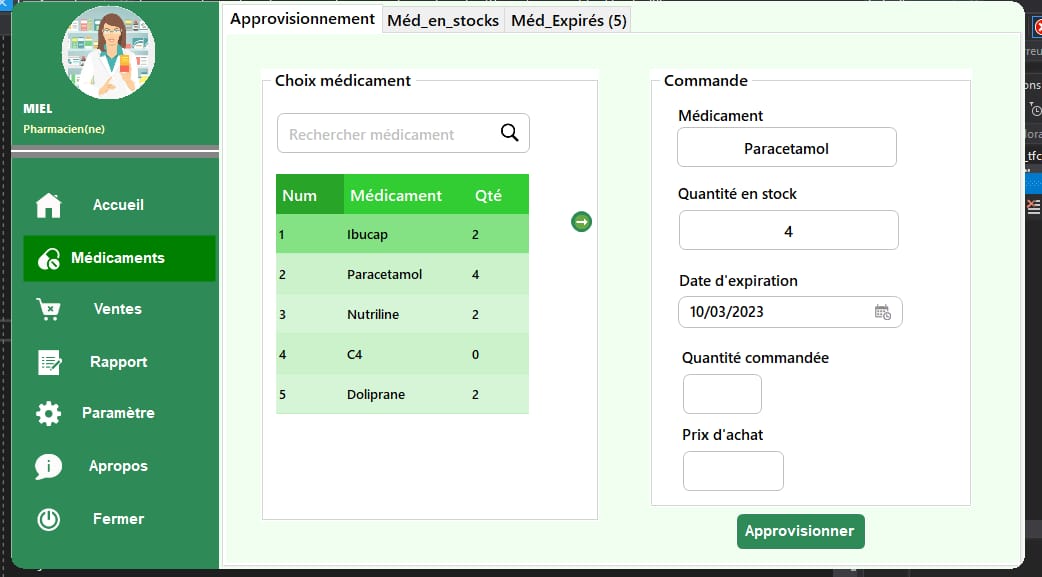 Approvisionnement Méd_en_stocks Méd_Expirés (5)
MIEL
Pharmacien(ne)
Accueil
Médicaments
Ventes
Rapport
Paramètre
Apropos
Fermer
Choix médicament
Rechercher médicament
Num Médicament Qté
1 Ibucap 2
2 Paracetamol 4
3 Nutriline 2
4 C4 0
5 Doliprane 2
Commande
Médicament
Paracetamol
Quantité en stock
4
Date d'expiration
10/03/2023
Quantité commandée
Prix d'achat
Approvisionner